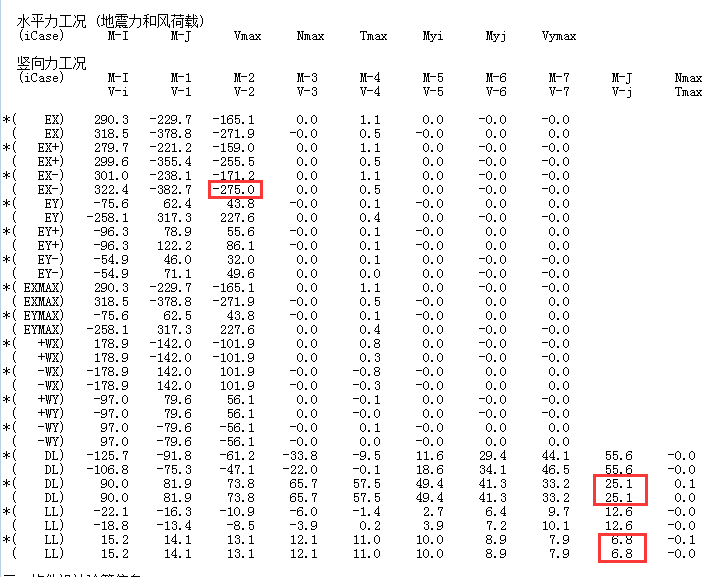 水平力工况 (地震力和风荷载)
(iCase) M-I M-J Vmax Nmax Tmax Myi Myj Vymax
竖向力工况
(iCase) M-I M-1 M-2 M-3 M-4 M-5 M-6 M-7 M-J Nmax
V-i V-1 V-2 V-3 V-4 V-5 V-6 V-7 V-j Tmax
*( EX) 290.3 -229.7 -165.1 0.0 1.1 0.0 -0.0 -0.0
( EX) 318.5 -378.8 -271.9 -0.0 0.5 -0.0 -0.0 -0.0
*( EX+) 279.7 -221.2 -159.0 0.0 1.1 0.0 -0.0 -0.0
( EX+) 299.6 -355.4 -255.5 0.0 0.5 0.0 -0.0 -0.0
*( EX-) 301.0 -238.1 -171.2 0.0 1.1 0.0 -0.0 -0.0
( EX-) 322.4 -382.7 -275.0 0.0 0.5 0.0 -0.0 -0.0
*( EY) -75.6 62.4 43.8 -0.0 -0.1 0.0 -0.0 -0.0
( EY) -258.1 317.3 227.6 -0.0 0.4 -0.0 -0.0 -0.0
*( EY+) -96.3 78.9 55.6 -0.0 -0.1 0.0 -0.0 -0.0
( EY+) -96.3 122.2 86.1 -0.0 -0.1 0.0 -0.0 -0.0
*( EY-) -54.9 46.0 32.0 -0.0 -0.1 0.0 -0.0 -0.0
( EY-) -54.9 71.1 49.6 -0.0 0.0 0.0 -0.0 -0.0
*( EXMAX) 290.3 -229.7 -165.1 0.0 1.1 0.0 -0.0 -0.0
( EXMAX) 318.5 -378.8 -271.9 -0.0 0.5 -0.0 -0.0 -0.0
*( EYMAX) -75.6 62.5 43.8 -0.0 -0.1 0.0 -0.0 -0.0
( EYMAX) -258.1 317.3 227.6 -0.0 0.4 -0.0 -0.0 -0.0
*( +WX) 178.9 -142.0 -101.9 0.0 0.8 0.0 0.0 0.0
( +WX) 178.9 -142.0 -101.9 0.0 0.3 0.0 0.0 0.0
*( -WX) -178.9 142.0 101.9 -0.0 -0.8 -0.0 -0.0 -0.0
( -WX) -178.9 142.0 101.9 -0.0 -0.3 -0.0 -0.0 -0.0
*( +WY) -97.0 79.6 56.1 -0.0 -0.1 0.0 0.0 0.0
( +WY) -97.0 79.6 56.1 -0.0 -0.0 0.0 0.0 0.0
*( -WY) 97.0 -79.6 -56.1 0.0 0.1 -0.0 -0.0 -0.0
( -WY) 97.0 -79.6 -56.1 0.0 0.0 -0.0 -0.0 -0.0
*( DL) -125.7 -91.8 -61.2 -33.8 -9.5 11.6 29.4 44.1 55.6 -0.0
( DL) -106.8 -75.3 -47.1 -22.0 -0.1 18.6 34.1 46.5 55.6 -0.0
*( DL) 90.0 81.9 73.8 65.7 57.5 49.4 41.3 33.2 25.1 0.1
( DL) 90.0 81.9 73.8 65.7 57.5 49.4 41.3 33.2 25.1 0.0
*( LL) -22.1 -16.3 -10.9 -6.0 -1.4 2.7 6.4 9.7 12.6 -0.0
( LL) -18.8 -13.4 -8.5 -3.9 0.2 3.9 7.2 10.1 12.6 -0.0
*( LL) 15.2 14.1 13.1 12.1 11.0 10.0 8.9 7.9 6.8 -0.1
( LL) 15.2 14.1 13.1 12.1 11.0 10.0 8.9 7.9 6.8 -0.0